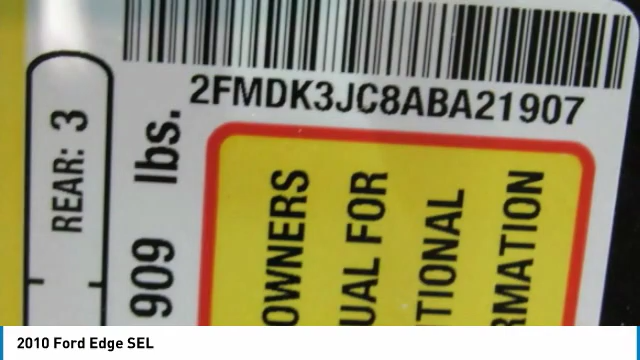 2FMDK3JC8ABA21907
REAR: 3
909 lbs.
OWNERS
UAL FOR
TIONAL
RMATION
2010 Ford Edge SEL